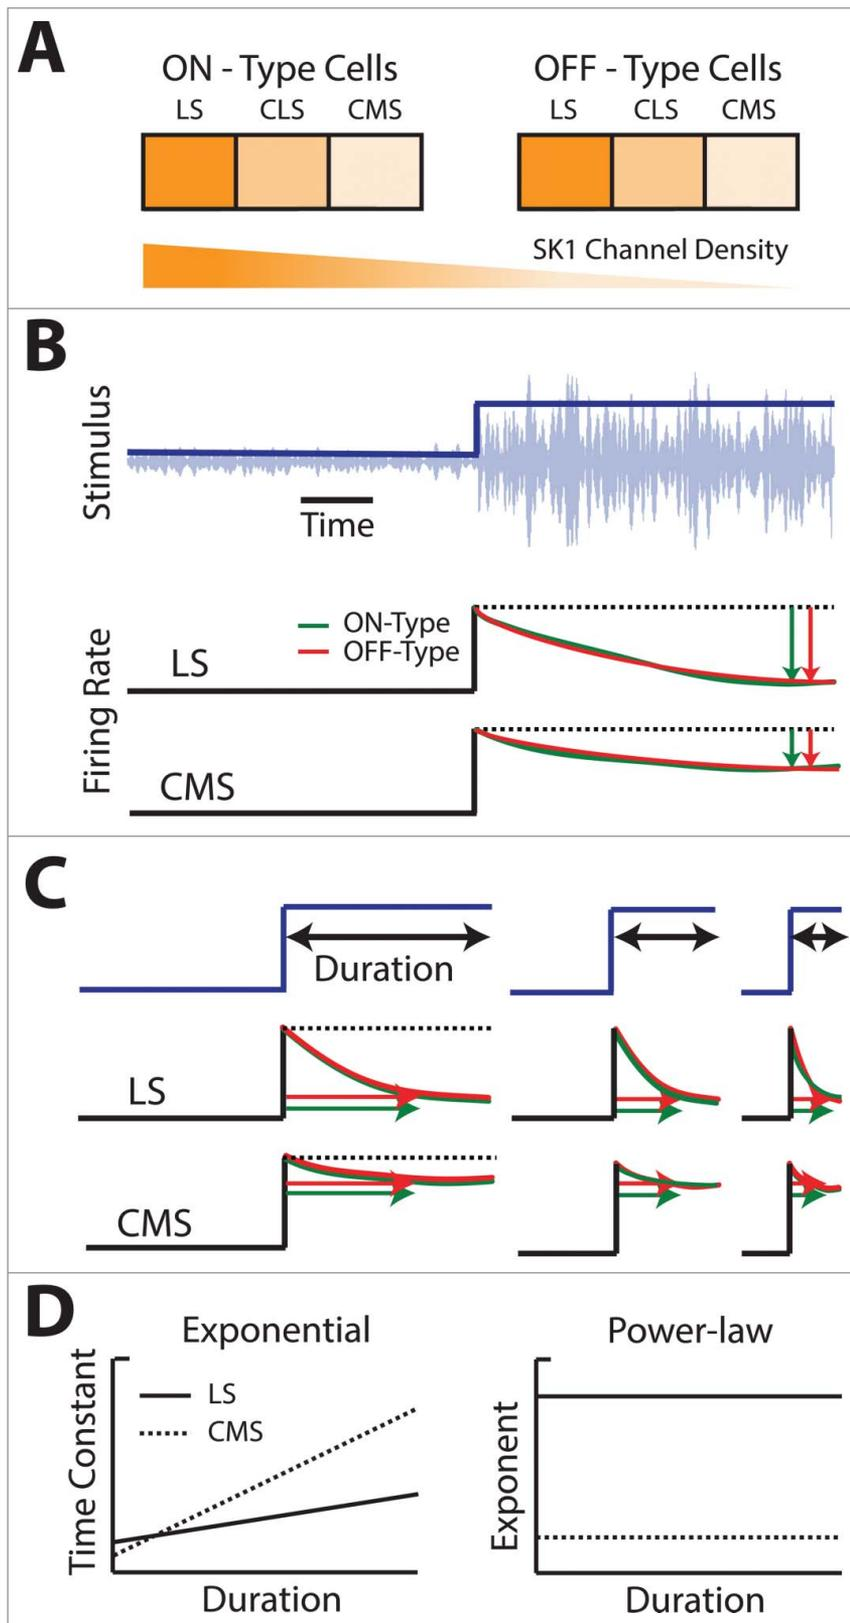 A
ON - Type Cells
OFF - Type Cells
LS CLS CMS
LS CLS CMS
SK1 Channel Density
B
Stimulus
Time
Firing Rate
ON-Type
OFF-Type
LS
CMS
C
Duration
LS
CMS
D
Exponential
Time Constant
LS
CMS
Duration
Power-law
Exponent
Duration